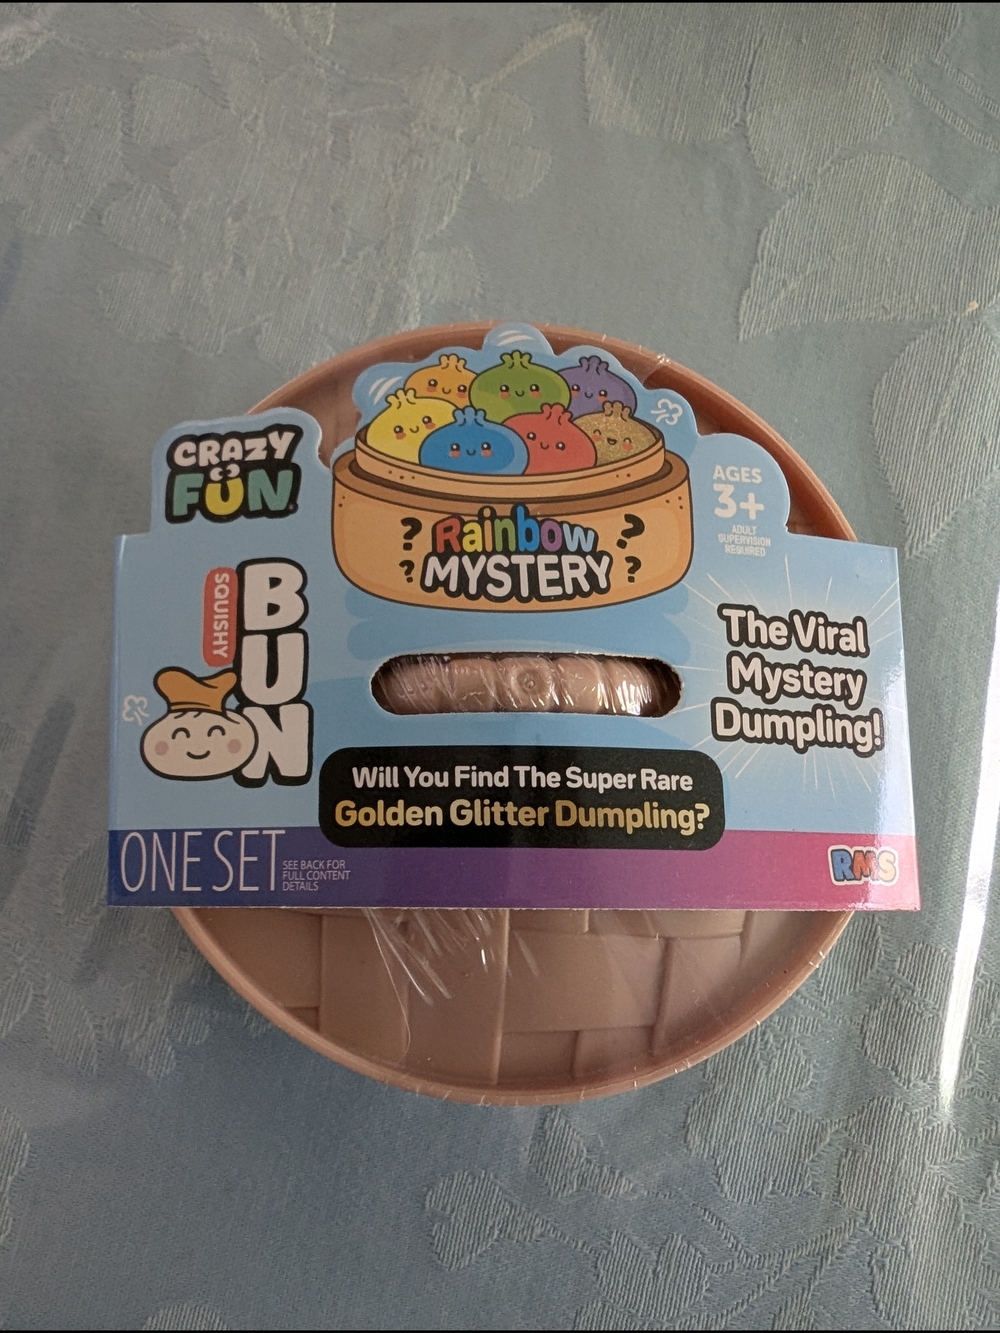 CRAZY
FUN
SQUISHY
BUN
? Rainbow ?
? MYSTERY ?
AGES
3+
ADULT
SUPERVISION
REQUIRED
The Viral
Mystery
Dumpling!
Will You Find The Super Rare
Golden Glitter Dumpling?
ONE SET
SEE BACK FOR
FULL CONTENT
DETAILS
RMS